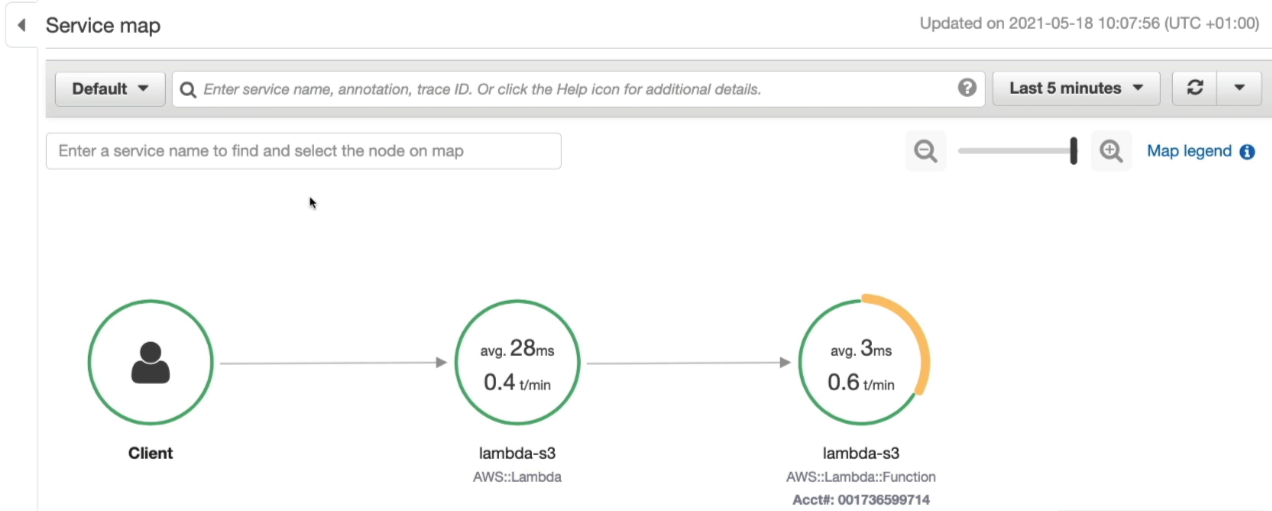 Service map
Updated on 2021-05-18 10:07:56 (UTC +01:00)
Default
Enter service name, annotation, trace ID. Or click the Help icon for additional details.
?
Last 5 minutes
Enter a service name to find and select the node on map
Map legend i
avg. 28ms
0.4 t/min
avg. 3ms
0.6 t/min
Client
lambda-s3
AWS::Lambda
lambda-s3
AWS::Lambda::Function
Acct#: 001736599714